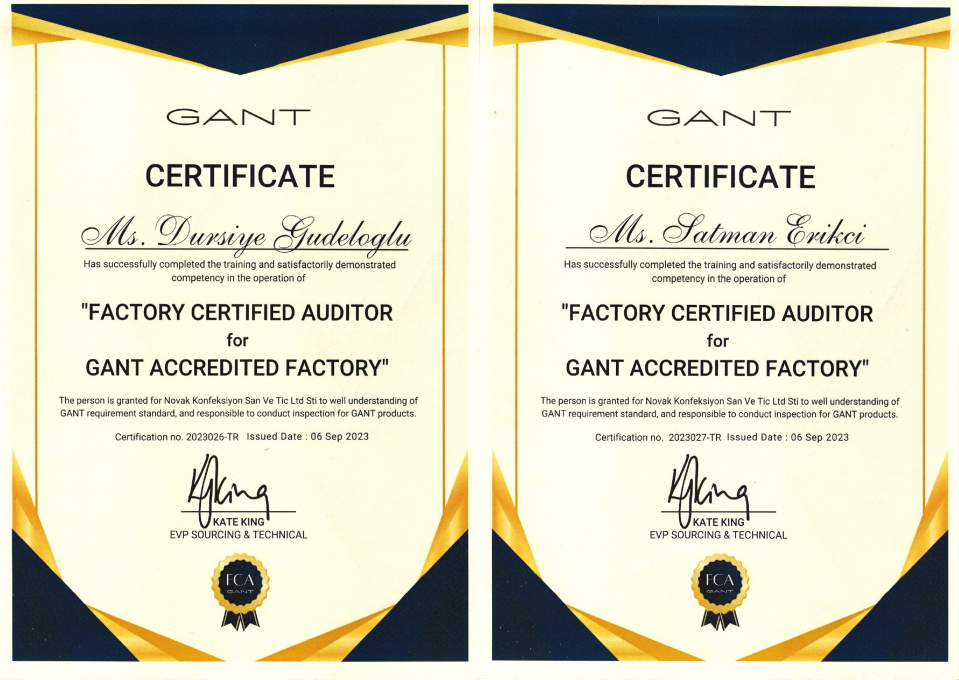 GANT
CERTIFICATE
Ms. Dursiye Gudeloglu
Has successfully completed the training and satisfactorily demonstrated
competency in the operation of
"FACTORY CERTIFIED AUDITOR
for
GANT ACCREDITED FACTORY"
The person is granted for Novak Konfeksiyon San Ve Tic Ltd Sti to well understanding of
GANT requirement standard, and responsible to conduct inspection for GANT products.
Certification no. 2023026-TR Issued Date : 06 Sep 2023
KJKing
KATE KING
EVP SOURCING & TECHNICAL
FCA
GANT
GANT
CERTIFICATE
Ms. Satman Erikci
Has successfully completed the training and satisfactorily demonstrated
competency in the operation of
"FACTORY CERTIFIED AUDITOR
for
GANT ACCREDITED FACTORY"
The person is granted for Novak Konfeksiyon San Ve Tic Ltd Sti to well understanding of
GANT requirement standard, and responsible to conduct inspection for GANT products.
Certification no. 2023027-TR Issued Date : 06 Sep 2023
KJKing
KATE KING
EVP SOURCING & TECHNICAL
FCA
GANT